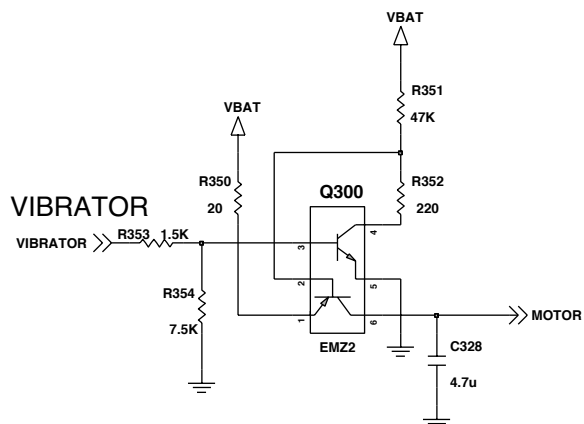 VBAT
R351
47K
VBAT
R350
20
Q300
R352
220
VIBRATOR
R353 1.5K
VIBRATOR
3
4
2
5
R354
7.5K
1
6
MOTOR
EMZ2
C328
4.7u